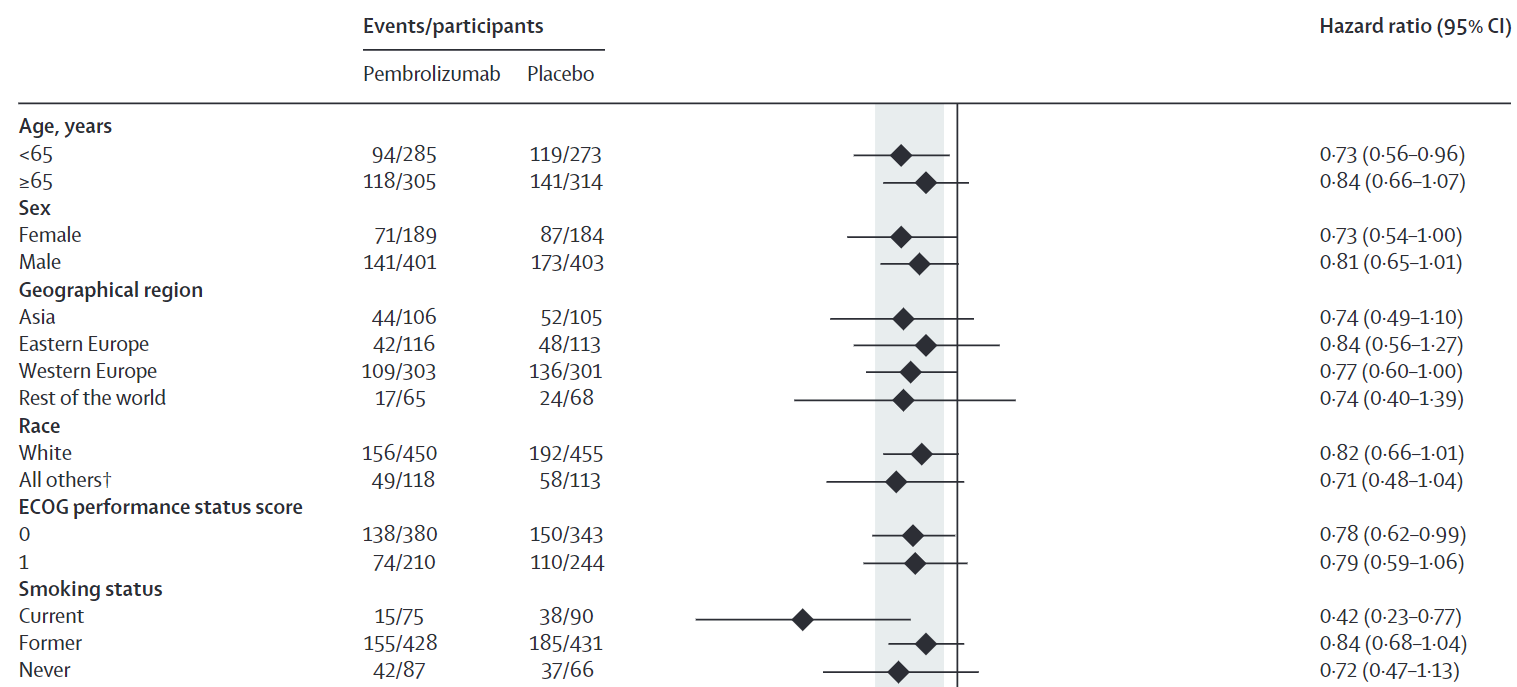 Events/participants Hazard ratio (95% CI)
Pembrolizumab Placebo
Age, years
<65 94/285 119/273 0·73 (0·56–0·96)
≥65 118/305 141/314 0·84 (0·66–1·07)
Sex
Female 71/189 87/184 0·73 (0·54–1·00)
Male 141/401 173/403 0·81 (0·65–1·01)
Geographical region
Asia 44/106 52/105 0·74 (0·49–1·10)
Eastern Europe 42/116 48/113 0·84 (0·56–1·27)
Western Europe 109/303 136/301 0·77 (0·60–1·00)
Rest of the world 17/65 24/68 0·74 (0·40–1·39)
Race
White 156/450 192/455 0·82 (0·66–1·01)
All others† 49/118 58/113 0·71 (0·48–1·04)
ECOG performance status score
0 138/380 150/343 0·78 (0·62–0·99)
1 74/210 110/244 0·79 (0·59–1·06)
Smoking status
Current 15/75 38/90 0·42 (0·23–0·77)
Former 155/428 185/431 0·84 (0·68–1·04)
Never 42/87 37/66 0·72 (0·47–1·13)